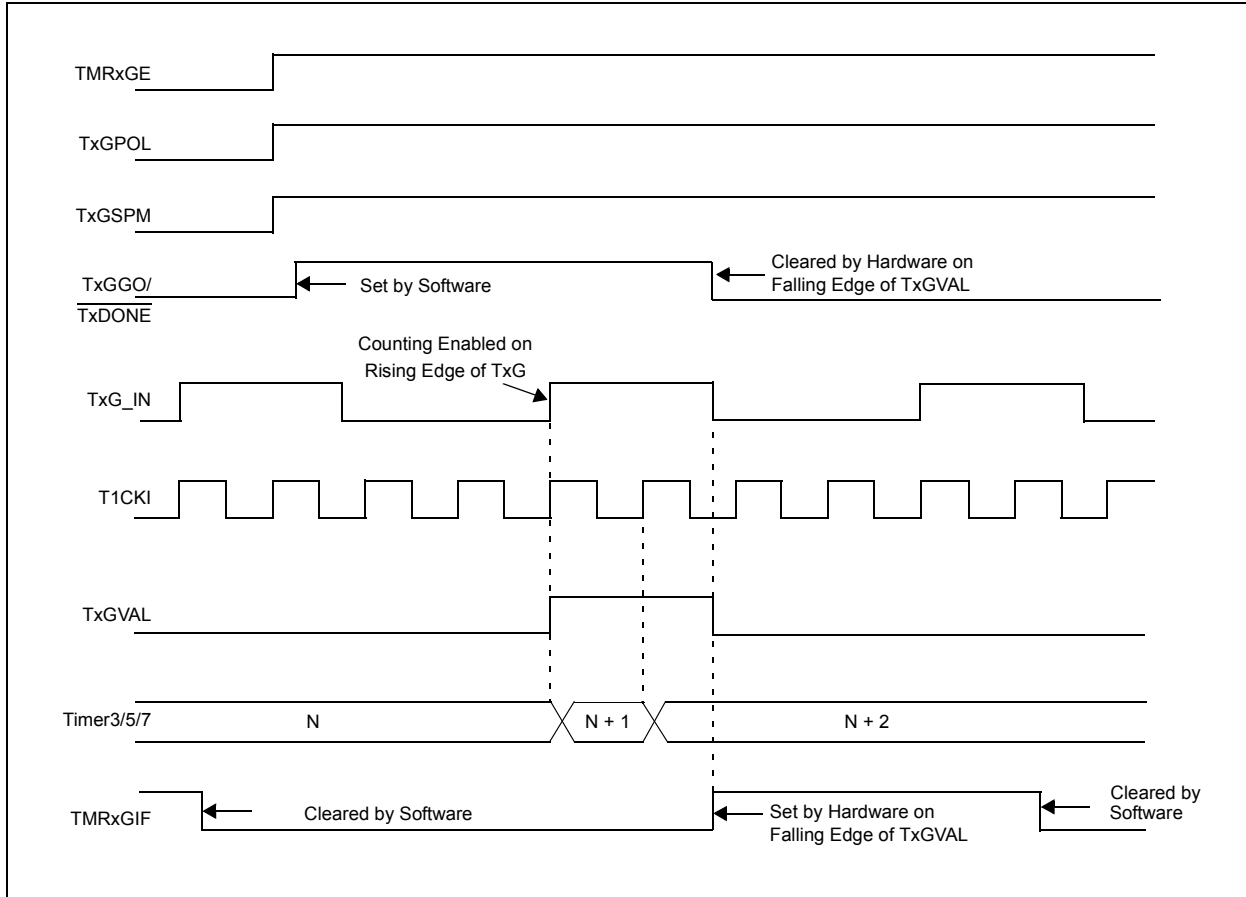 TMRxGE
TxGPOL
TxGSPM
TxGGO/
TxDONE
Set by Software
Cleared by Hardware on
Falling Edge of TxGVAL
Counting Enabled on
Rising Edge of TxG
TxG_IN
T1CKI
TxGVAL
Timer3/5/7
N
N + 1
N + 2
TMRxGIF
Cleared by Software
Set by Hardware on
Falling Edge of TxGVAL
Cleared by
Software